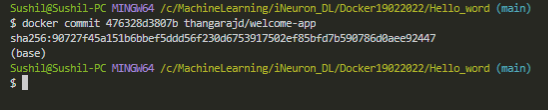 Sushil@Sushil-PC MINGW64 /c/MachineLearning/iNeuron_DL/Docker19022022/Hello_word (main)
$ docker commit 476328d3807b thangarajd/welcome-app
sha256:90727f45a151b6bbef5ddd56f230d6753917502ef85bfd7b590786d0aee92447
(base)
Sushil@Sushil-PC MINGW64 /c/MachineLearning/iNeuron_DL/Docker19022022/Hello_word (main)
$